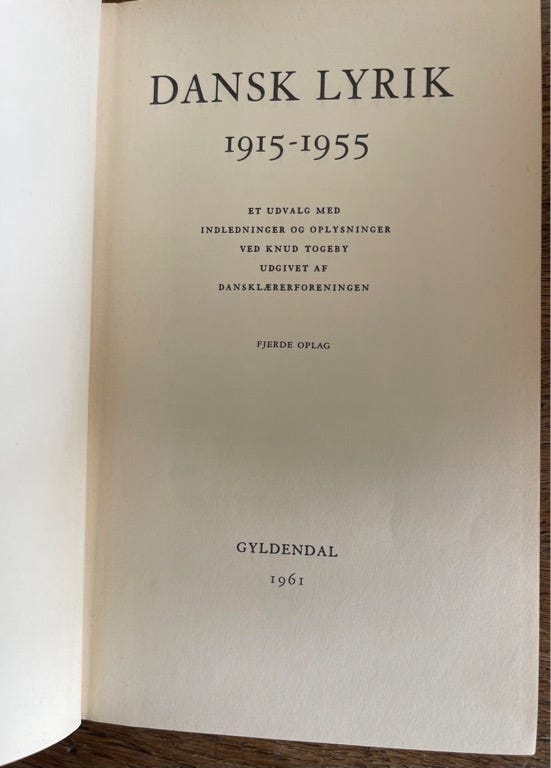 DANSK LYRIK
1915-1955
ET UDVALG MED
INDLEDNINGER OG OPLYSNINGER
VED KNUD TOGEBY
UDGIVET AF
DANSKLÆRERFORENINGEN
FJERDE OPLAG
GYLDENDAL
1961